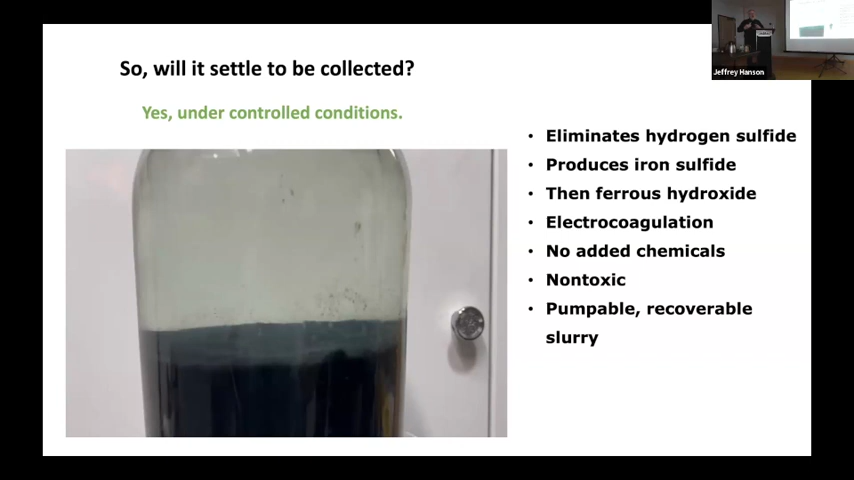 Jeffrey Hanson
So, will it settle to be collected?
Yes, under controlled conditions.
• Eliminates hydrogen sulfide
• Produces iron sulfide
• Then ferrous hydroxide
• Electrocoagulation
• No added chemicals
• Nontoxic
• Pumpable, recoverable
slurry